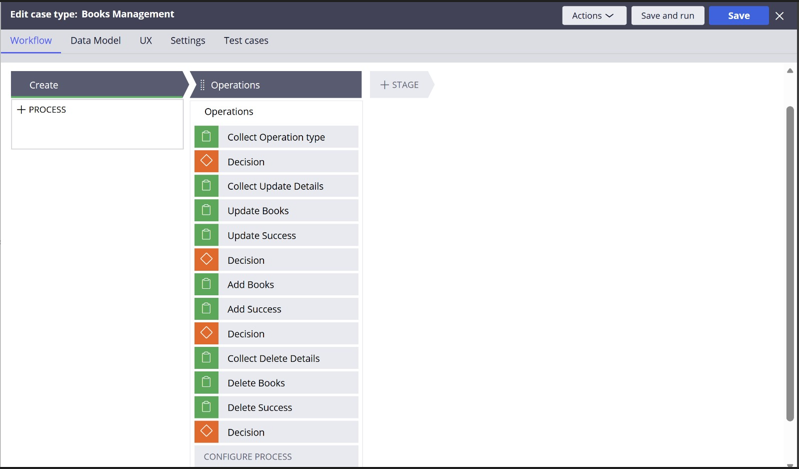 Edit case type: Books Management
Actions
Save and run
Save
Workflow
Data Model
UX
Settings
Test cases
Create
Operations
+ STAGE
+ PROCESS
Operations
Collect Operation type
Decision
Collect Update Details
Update Books
Update Success
Decision
Add Books
Add Success
Decision
Collect Delete Details
Delete Books
Delete Success
Decision
CONFIGURE PROCESS